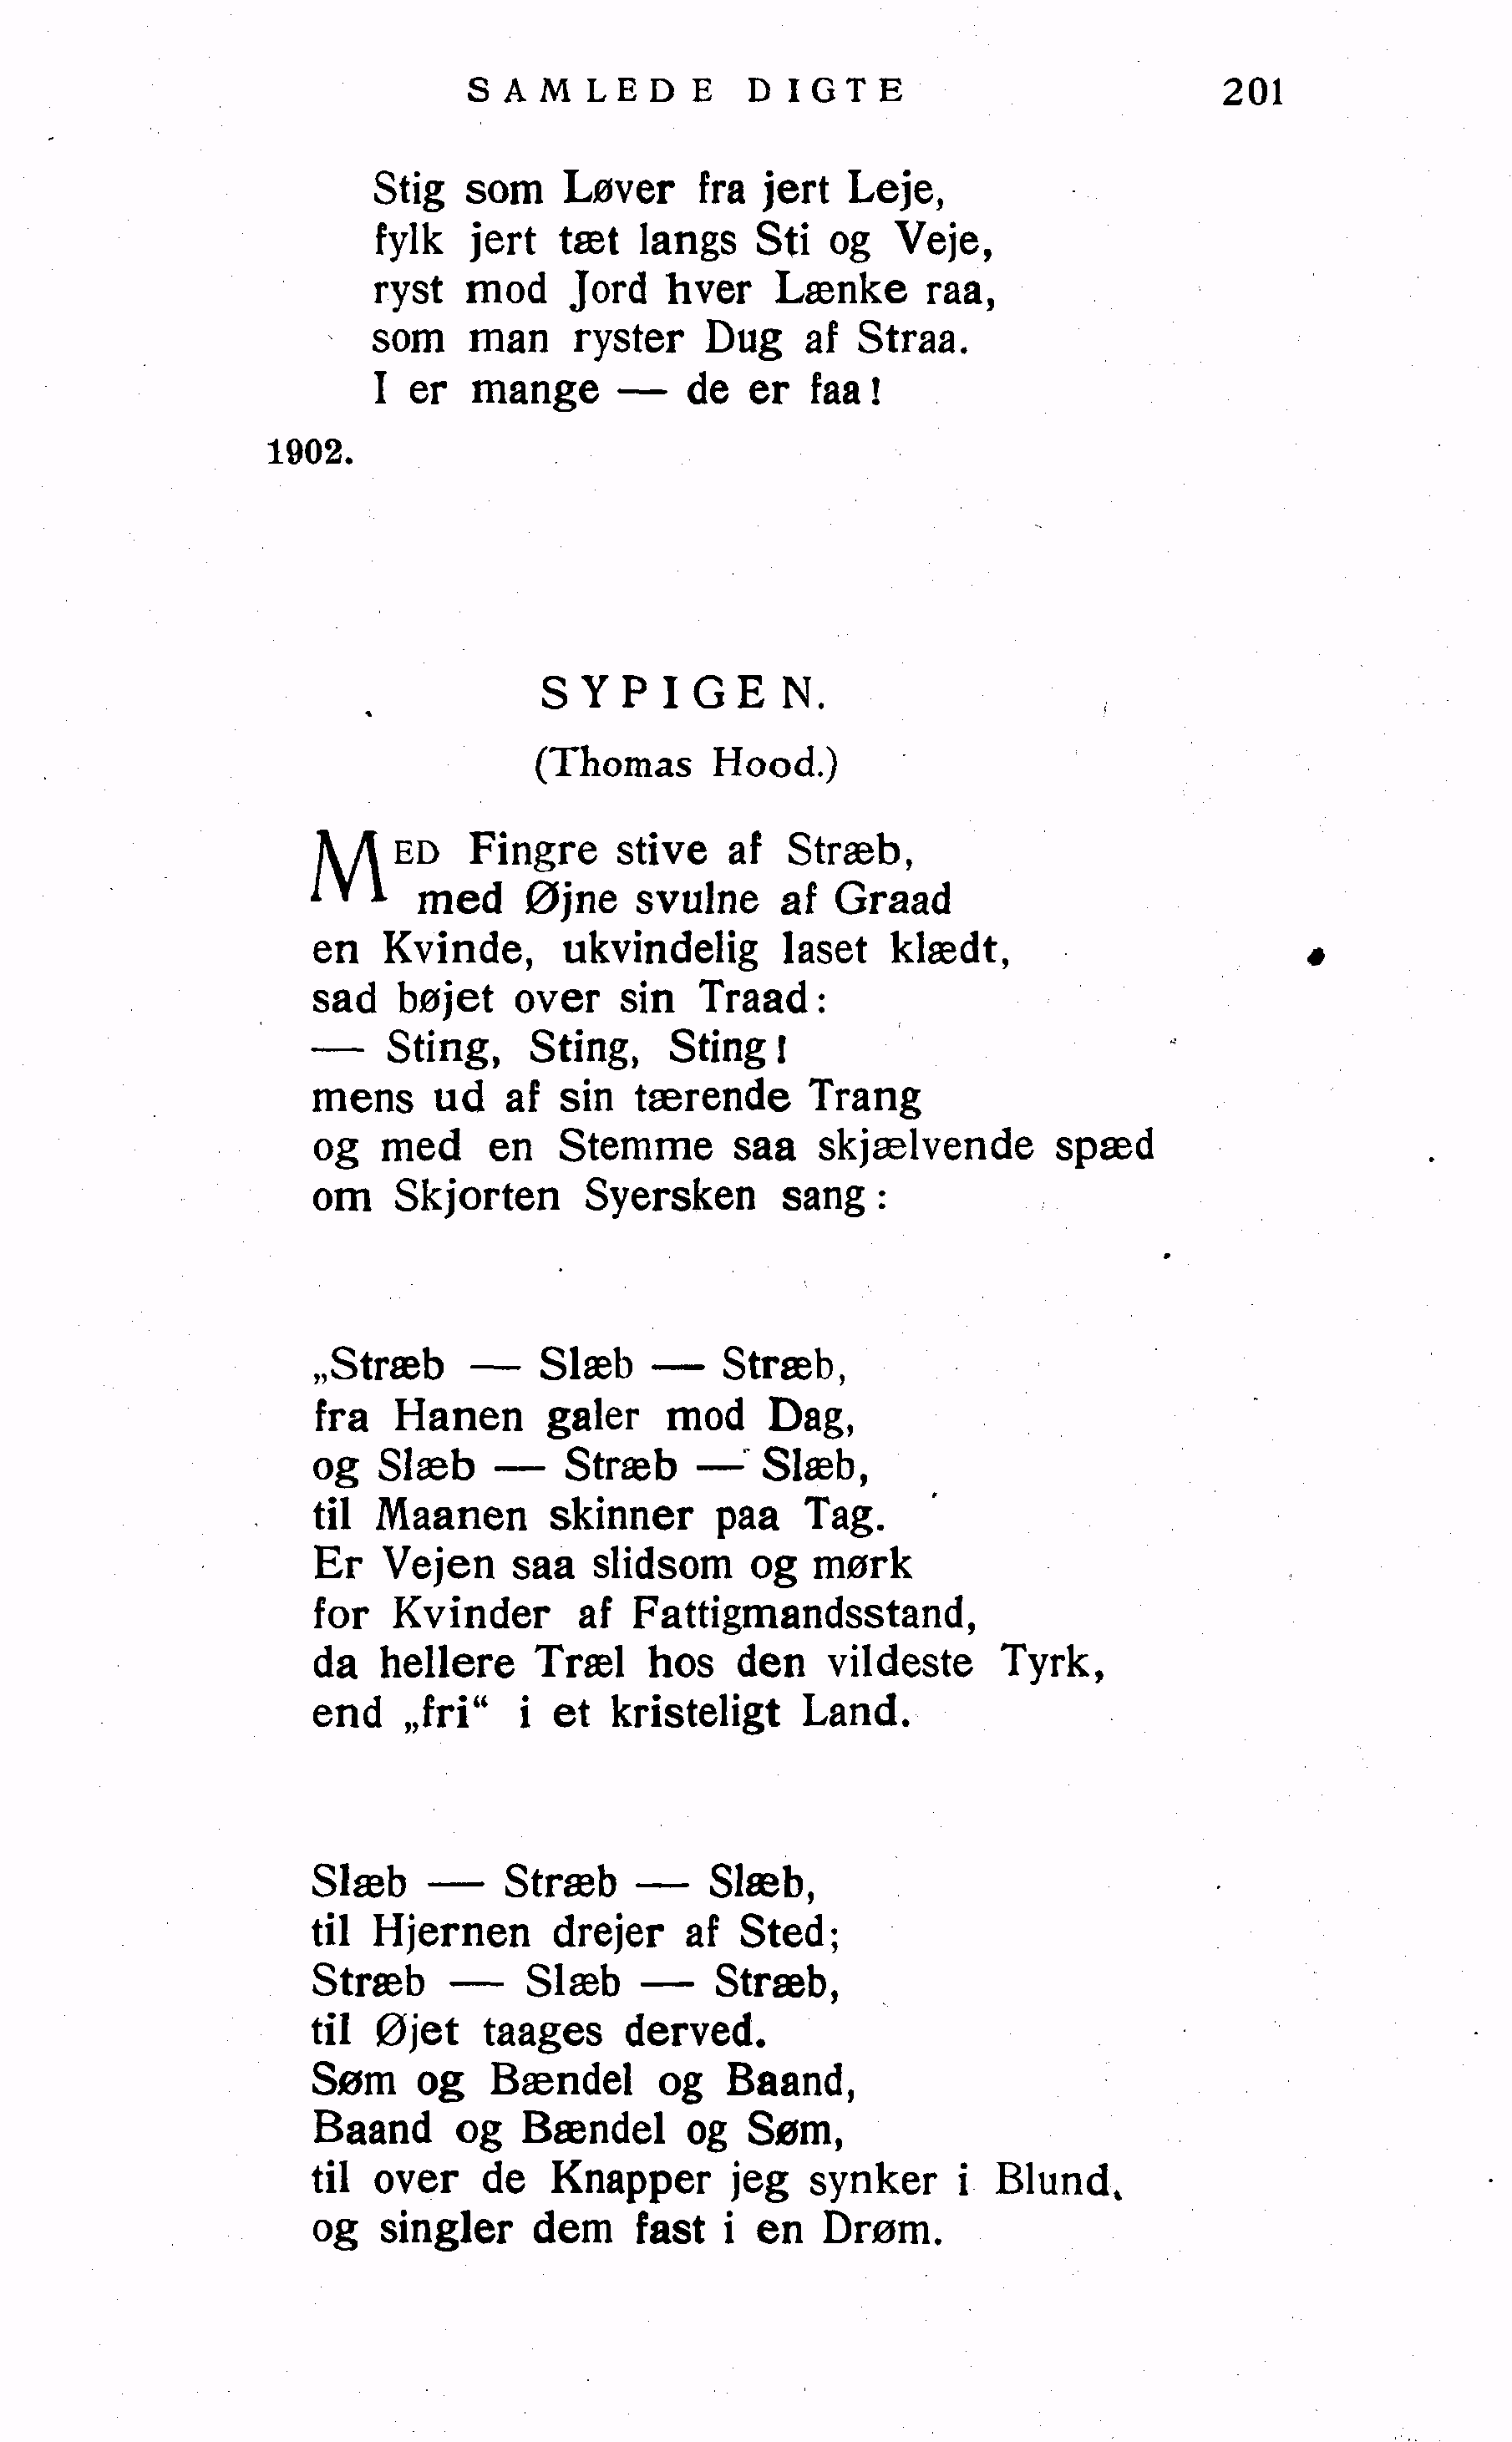 SAMLEDE DIGTE 201
Stig som Løver fra jert Leje,
fylk jert tæt langs Sti og Veje,
ryst mod Jord hver Lænke raa,
som man ryster Dug af Straa.
I er mange — de er faa!
1902.
SYPIGEN.
(Thomas Hood.)
MED Fingre stive af Stræb,
med Øjne svulne af Graad
en Kvinde, ukvindelig laset klædt,
sad bøjet over sin Traad:
— Sting, Sting, Sting!
mens ud af sin tærende Trang
og med en Stemme saa skjælvende spæd
om Skjorten Syersken sang:
„Stræb — Slæb — Stræb,
fra Hanen galer mod Dag,
og Slæb — Stræb — Slæb,
til Maanen skinner paa Tag.
Er Vejen saa slidsom og mørk
for Kvinder af Fattigmandsstand,
da hellere Træl hos den vildeste Tyrk,
end „fri“ i et kristeligt Land.
Slæb — Stræb — Slæb,
til Hjernen drejer af Sted;
Stræb — Slæb — Stræb,
til Øjet taages derved.
Søm og Bændel og Baand,
Baand og Bændel og Søm,
til over de Knapper jeg synker i Blund,
og singler dem fast i en Drøm.